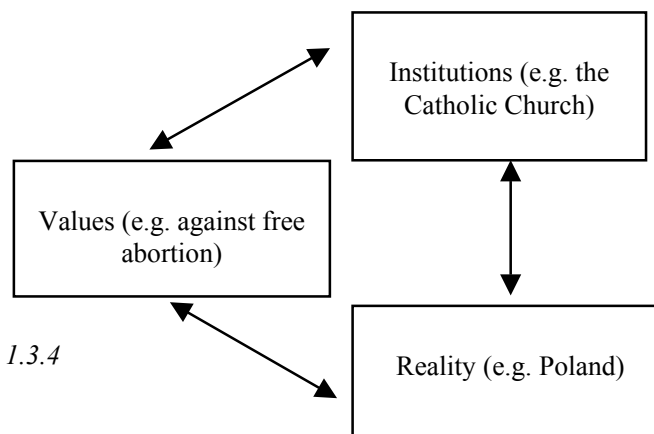 Institutions (e.g. the
Catholic Church)
Values (e.g. against free
abortion)
1.3.4
Reality (e.g. Poland)